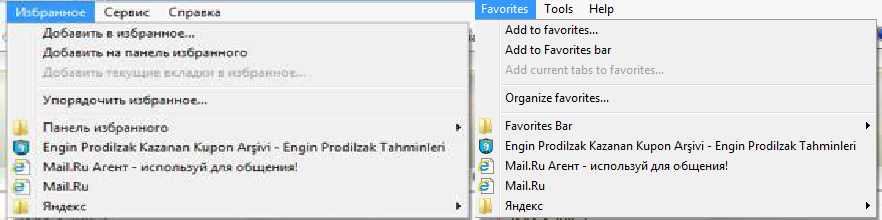 Избранное Сервис Справка
Добавить в избранное...
Добавить на панель избранного
Добавить текущие вкладки в избранное...
Упорядочить избранное...
Панель избранного
Engin Prodilzak Kazanan Kupon Arşivi - Engin Prodilzak Tahminleri
Mail.Ru Агент - используй для общения!
Mail.Ru
Яндекс
Favorites Tools Help
Add to favorites...
Add to Favorites bar
Add current tabs to favorites...
Organize favorites...
Favorites Bar
Engin Prodilzak Kazanan Kupon Arşivi - Engin Prodilzak Tahminleri
Mail.Ru Агент - используй для общения!
Mail.Ru
Яндекс